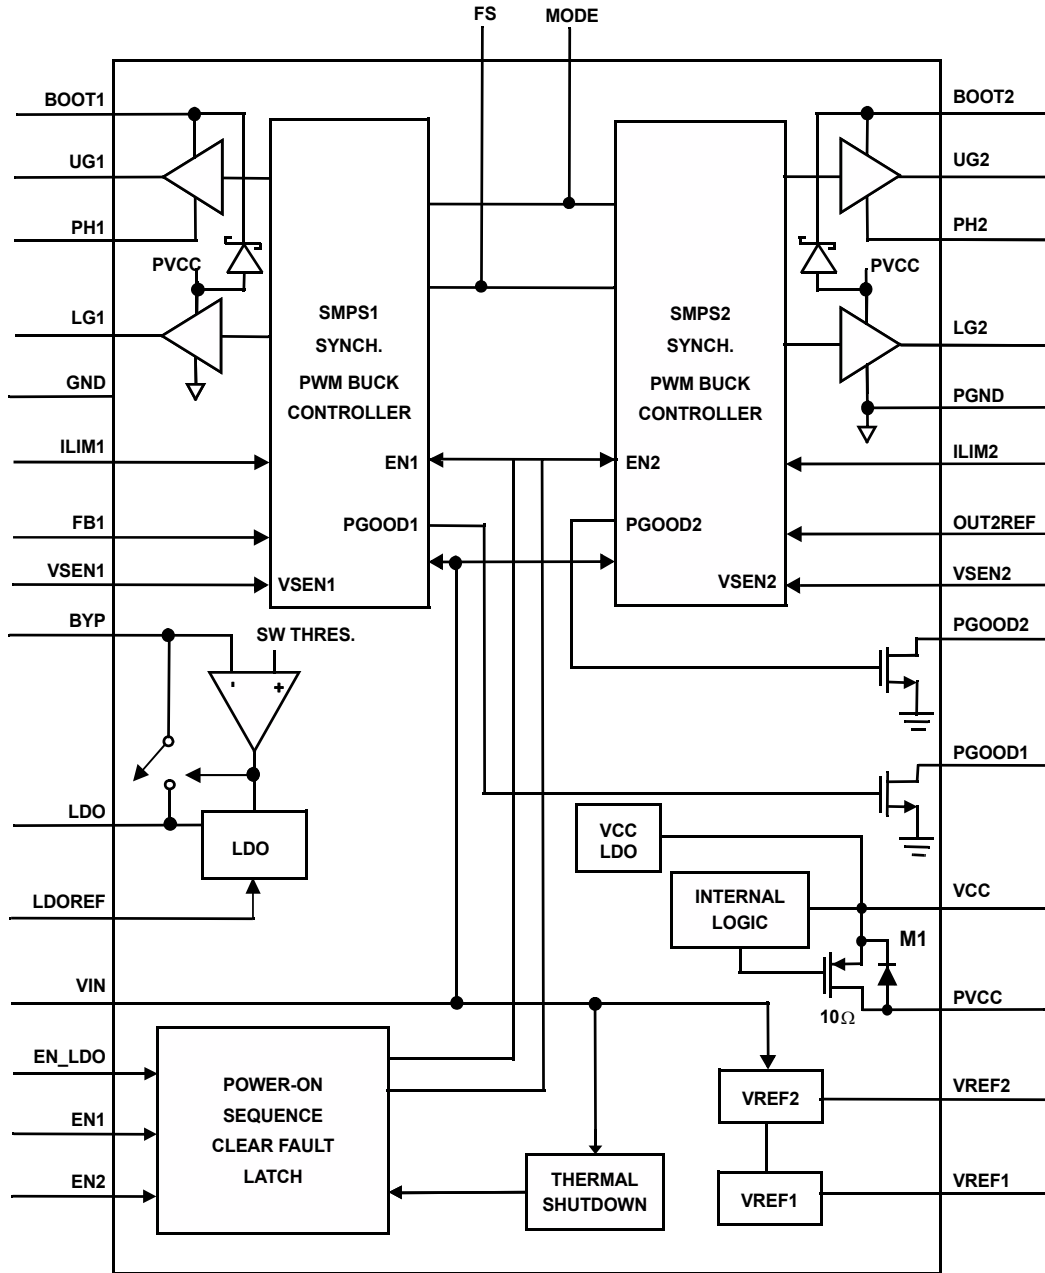 FS
MODE
BOOT1
BOOT2
UG1
UG2
PH1
PH2
PVCC
PVCC
LG1
LG2
SMPS1
SYNCH.
PWM BUCK
CONTROLLER
SMPS2
SYNCH.
PWM BUCK
CONTROLLER
GND
PGND
ILIM1
EN1
EN2
ILIM2
FB1
PGOOD1
PGOOD2
OUT2REF
VSEN1
VSEN1
VSEN2
VSEN2
BYP
SW THRES.
PGOOD2
-
+
PGOOD1
LDO
LDO
VCC
LDO
LDOREF
INTERNAL
LOGIC
VCC
M1
VIN
10Ω
PVCC
EN_LDO
EN1
EN2
POWER-ON
SEQUENCE
CLEAR FAULT
LATCH
THERMAL
SHUTDOWN
VREF2
VREF2
VREF1
VREF1